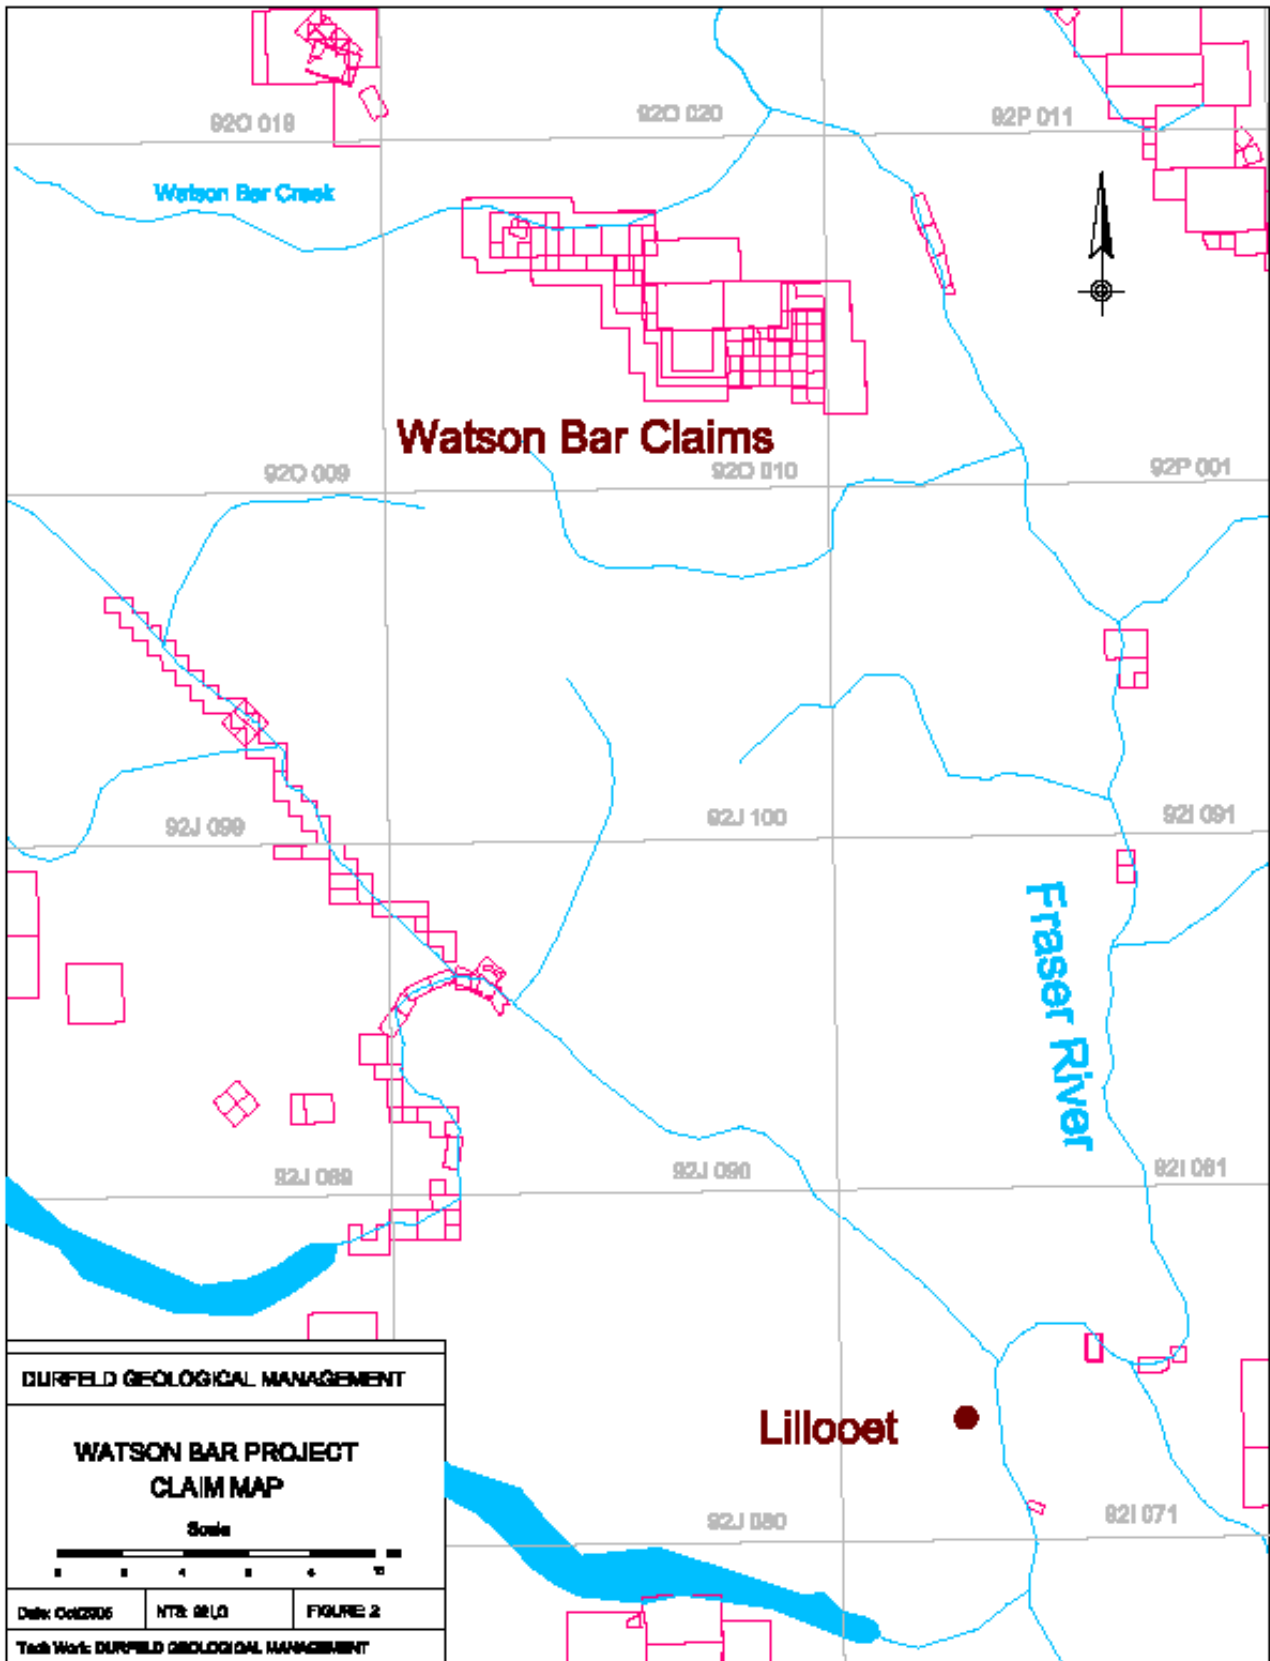 92O 020
92P 011
Watson Bar Creek
Watson Bar Claims
92O 009
92O 010
92P 001
92J 099
92J 100
92I 091
Fraser River
92J 089
92J 090
92I 081
DURFELD GEOLOGICAL MANAGEMENT
WATSON BAR PROJECT
CLAIM MAP
Scale
Lillooet
92J 080
92I 071
FIGURE: 2
Tech Work: DURFELD GEOLOGICAL MANAGEMENT